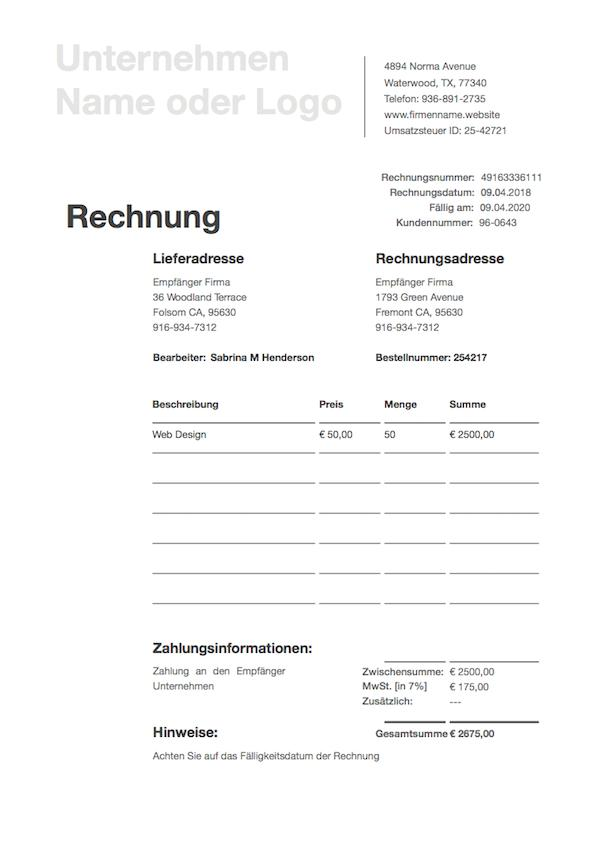 Unternehmen
Name oder Logo
4894 Norma Avenue
Waterwood, TX, 77340
Telefon: 936-891-2735
www.firmenname.website
Umsatzsteuer ID: 25-42721
Rechnungsnummer: 49163336111
Rechnungsdatum: 09.04.2018
Fällig am: 09.04.2020
Kundennummer: 96-0643
Rechnung
Lieferadresse
Empfänger Firma
36 Woodland Terrace
Folsom CA, 95630
916-934-7312
Rechnungsadresse
Empfänger Firma
1793 Green Avenue
Fremont CA, 95630
916-934-7312
Bearbeiter: Sabrina M Henderson
Bestellnummer: 254217
Beschreibung Preis Menge Summe
Web Design € 50,00 50 € 2500,00
Zahlungsinformationen:
Zahlung an den Empfänger
Unternehmen
Zwischensumme: € 2500,00
MwSt. [in 7%] € 175,00
Zusätzlich: ---
Gesamtsumme € 2675,00
Hinweise:
Achten Sie auf das Fälligkeitsdatum der Rechnung